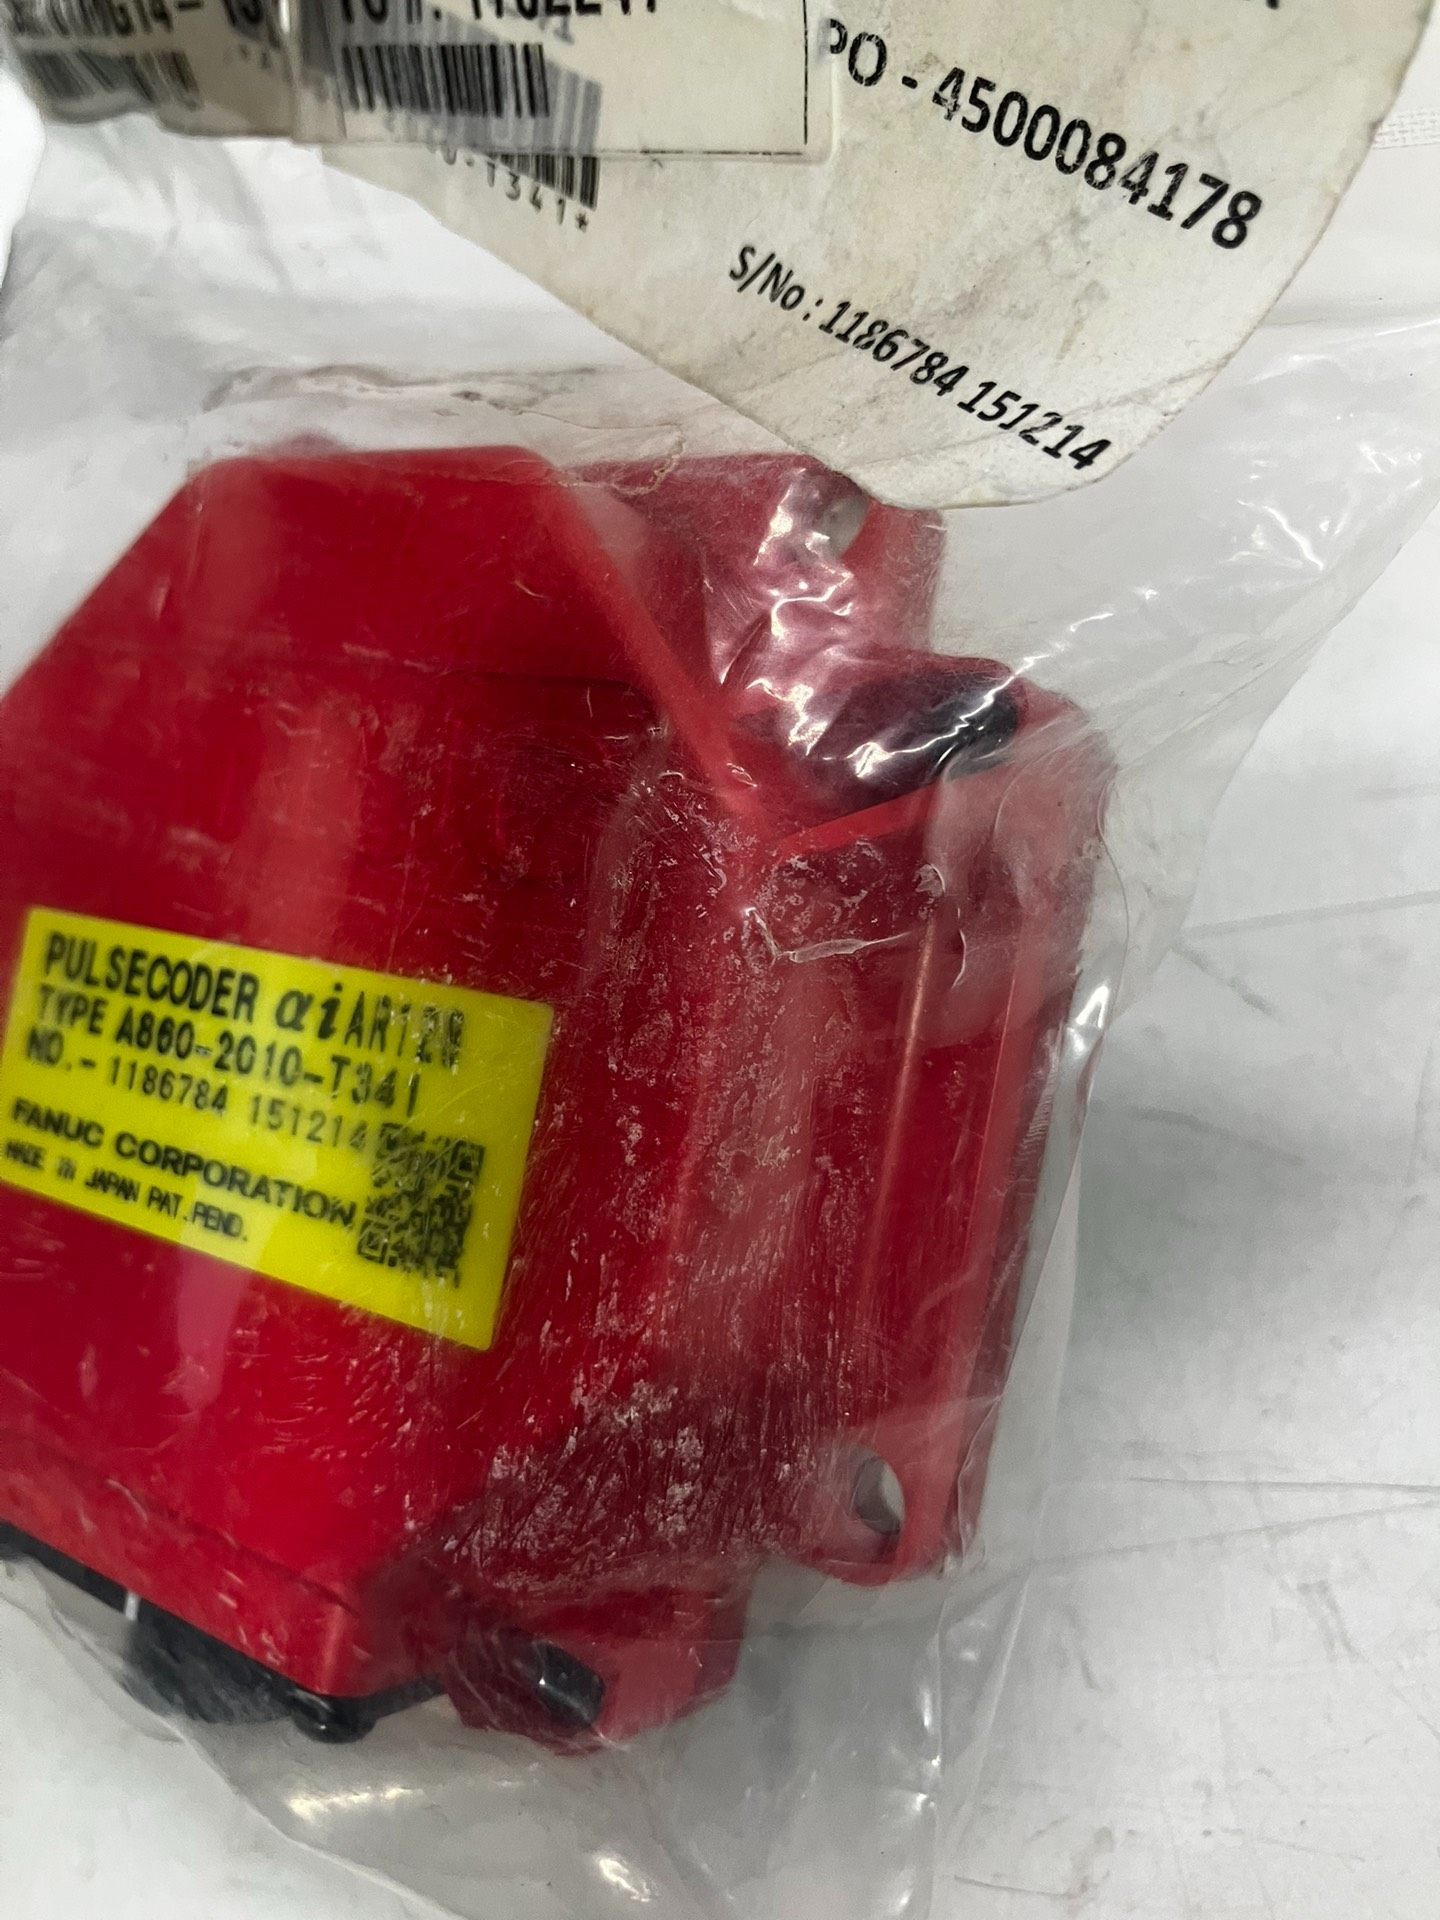 PO - 4500084178
S/No : 1186784 151214
PULSECODER αiAR128
TYPE A860-2010-T341
NO.- 1186784 151214
FANUC CORPORATION
MADE IN JAPAN PAT.PEND.